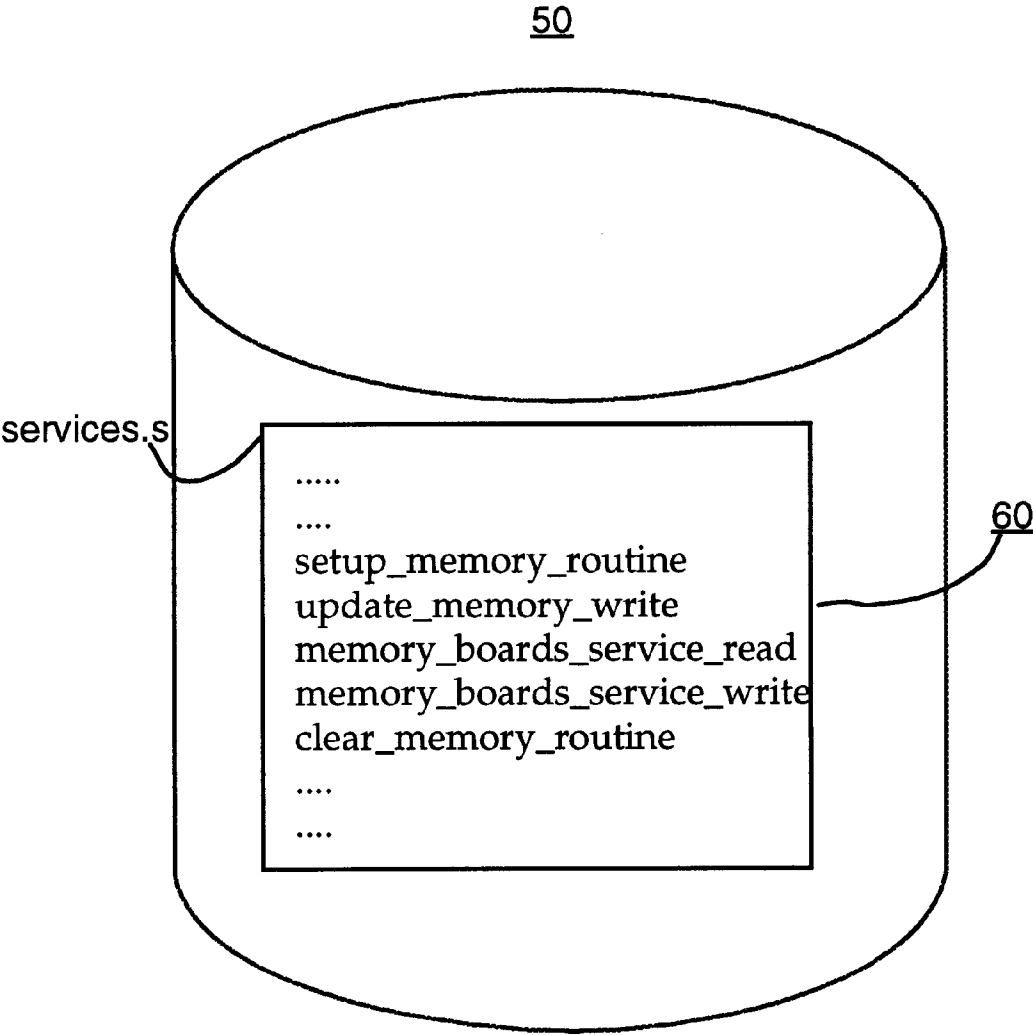 50
services.s
.....
....
60
setup_memory_routine
update_memory_write
memory_boards_service_read
memory_boards_service_write
clear_memory_routine
....
....